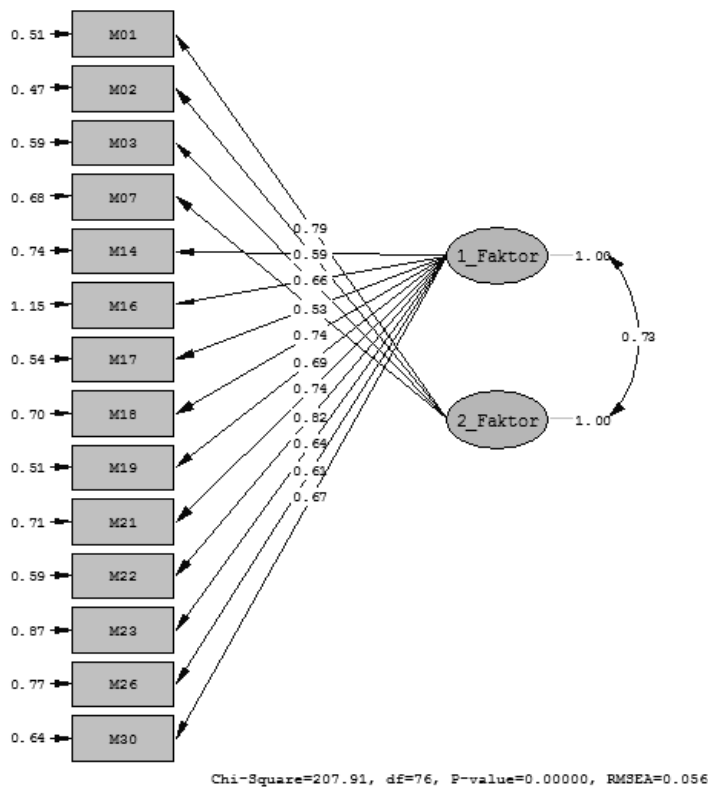 0.51 M01
0.47 M02
0.59 M03
0.68 M07
0.79
0.74 M14
0.59
1_Faktor 1.00
0.66
1.15 M16
0.53
0.74
0.73
0.54 M17
0.69
0.74
0.70 M18
0.82
2_Faktor 1.00
0.64
0.51 M19
0.61
0.67
0.71 M21
0.59 M22
0.87 M23
0.77 M26
0.64 M30
Chi-Square=207.91, df=76, P-value=0.00000, RMSEA=0.056